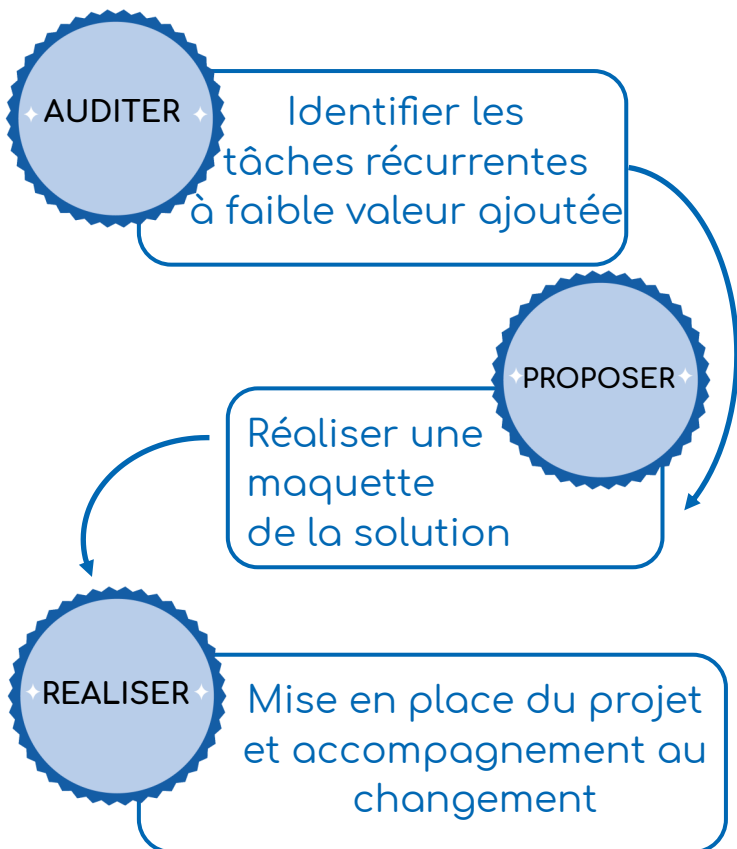 AUDITER
Identifier les
tâches récurrentes
à faible valeur ajoutée
PROPOSER
Réaliser une
maquette
de la solution
REALISER
Mise en place du projet
et accompagnement au
changement